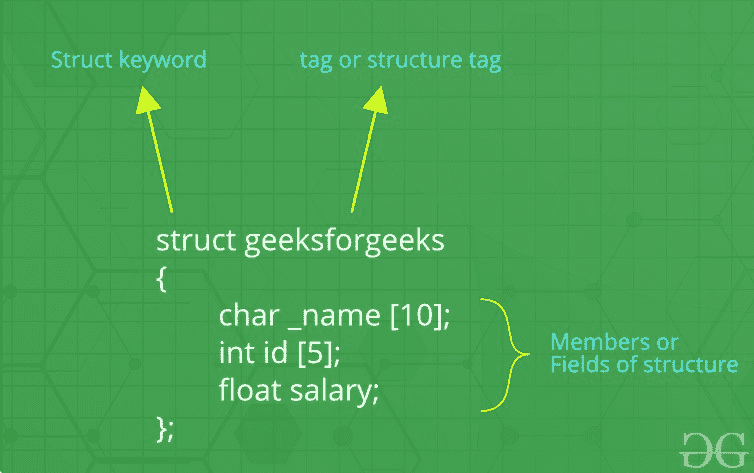 Struct keyword
tag or structure tag
struct geeksforgeeks
{
char _name [10];
int id [5];
float salary;
};
Members or
Fields of structure